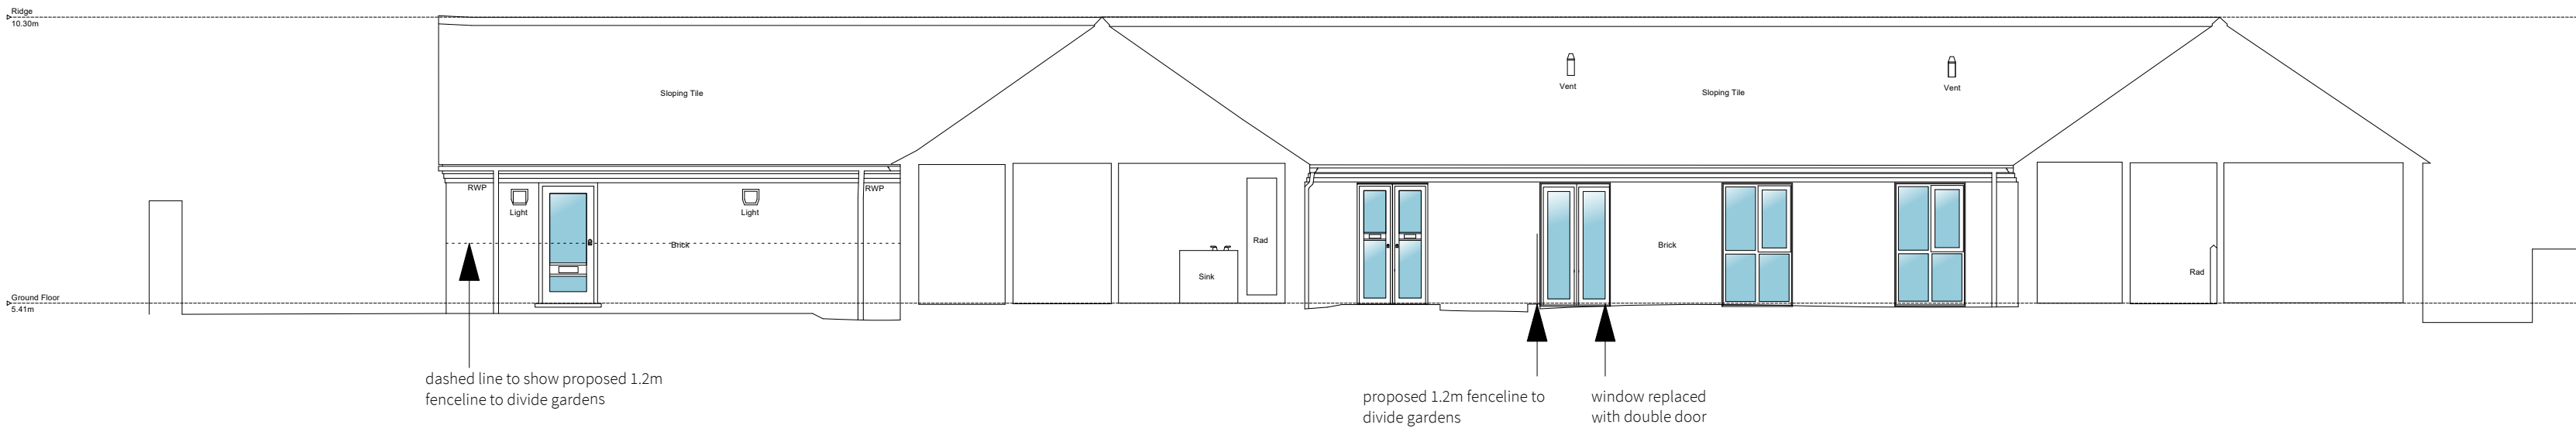 Ridge
10.30m
Sloping Tile
Vent
Sloping Tile
Vent
RWP
Light
Light
RWP
Brick
Sink
Rad
Brick
Rad
Ground Floor
5.41m
dashed line to show proposed 1.2m
fenceline to divide gardens
proposed 1.2m fenceline to
divide gardens
window replaced
with double door